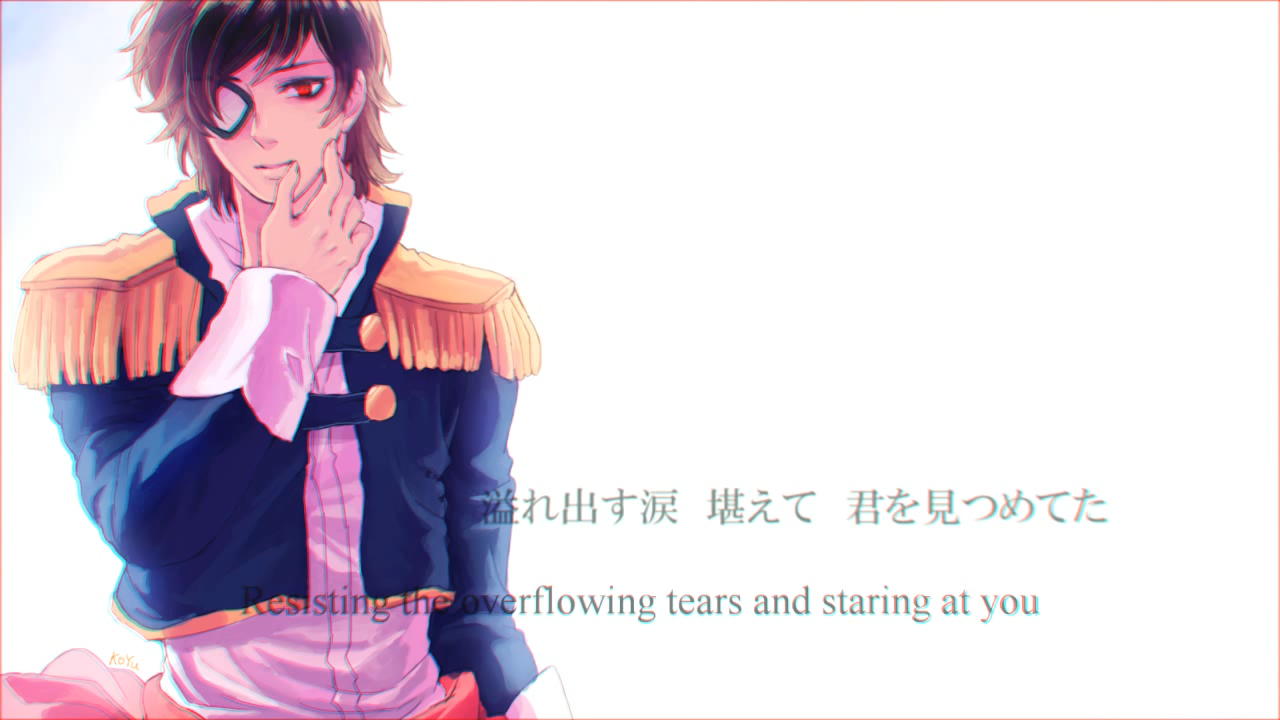 溢れ出す涙　堪えて　君を見つめてた
Resisting the overflowing tears and staring at you
KoYu